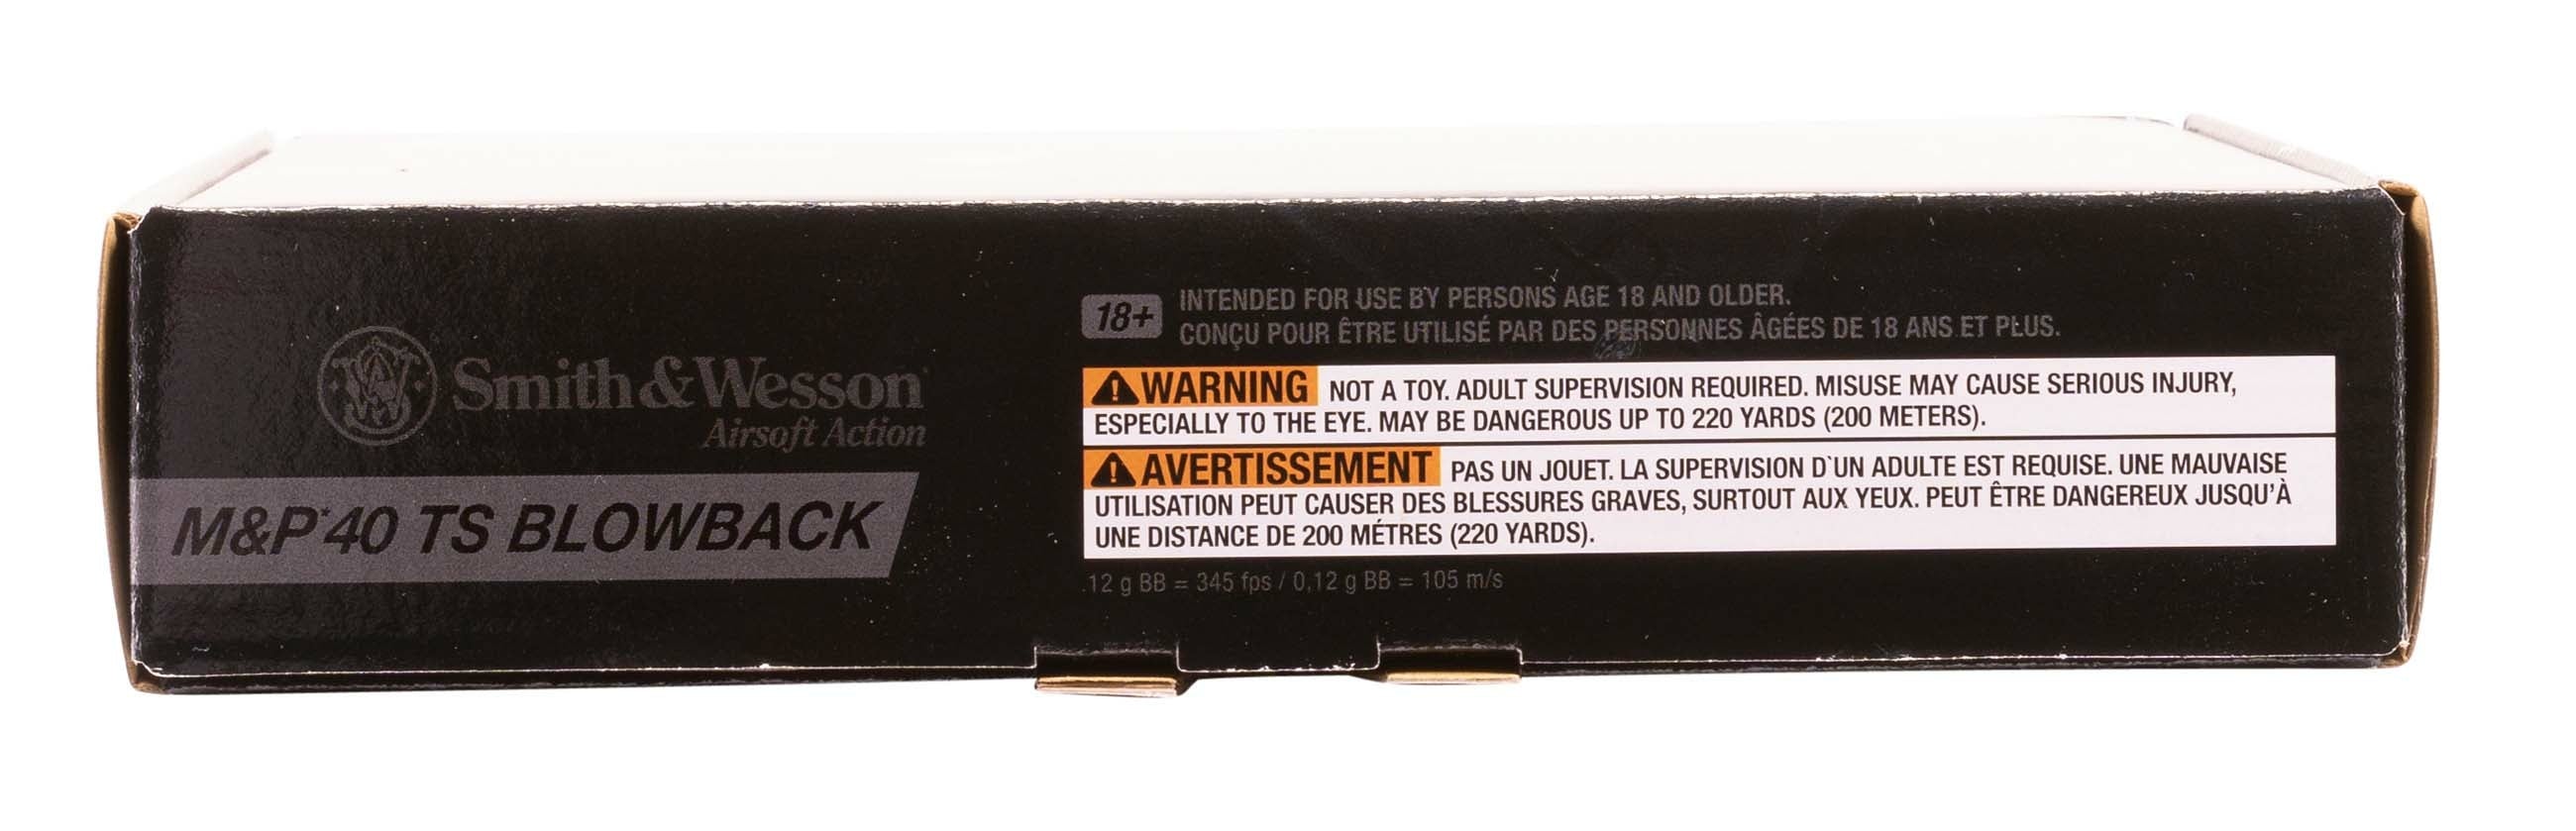 Smith&Wesson
Airsoft Action
M&P*40 TS BLOWBACK
18+
INTENDED FOR USE BY PERSONS AGE 18 AND OLDER.
CONÇU POUR ÊTRE UTILISÉ PAR DES PERSONNES ÂGÉES DE 18 ANS ET PLUS.
WARNING NOT A TOY. ADULT SUPERVISION REQUIRED. MISUSE MAY CAUSE SERIOUS INJURY,
ESPECIALLY TO THE EYE. MAY BE DANGEROUS UP TO 220 YARDS (200 METERS).
AVERTISSEMENT PAS UN JOUET. LA SUPERVISION D`UN ADULTE EST REQUISE. UNE MAUVAISE
UTILISATION PEUT CAUSER DES BLESSURES GRAVES, SURTOUT AUX YEUX. PEUT ÊTRE DANGEREUX JUSQU'À
UNE DISTANCE DE 200 MÉTRES (220 YARDS).
.12 g BB = 345 fps / 0,12 g BB = 105 m/s